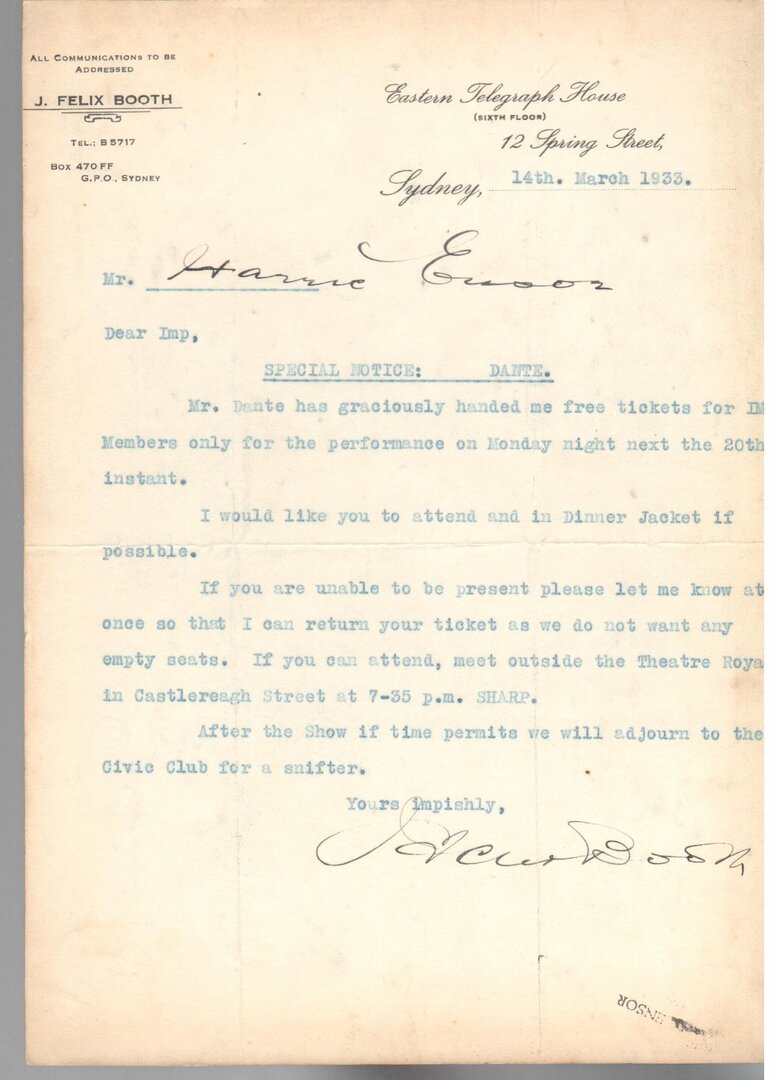 All Communications to be
Addressed
J. FELIX BOOTH
Tel.: B 5717
Box 470 FF
G.P.O., Sydney
Eastern Telegraph House
(SIXTH FLOOR)
12 Spring Street,
Sydney, 14th. March 1933.
Mr. Harrie Ensor
Dear Imp,
SPECIAL NOTICE: DANTE.
Mr. Dante has graciously handed me free tickets for IM
Members only for the performance on Monday night next the 20th
instant.
I would like you to attend and in Dinner Jacket if
possible.
If you are unable to be present please let me know at
once so that I can return your ticket as we do not want any
empty seats. If you can attend, meet outside the Theatre Roya
in Castlereagh Street at 7-35 p.m. SHARP.
After the Show if time permits we will adjourn to the
Civic Club for a snifter.
Yours impishly,
J Felix Booth
ENSOR